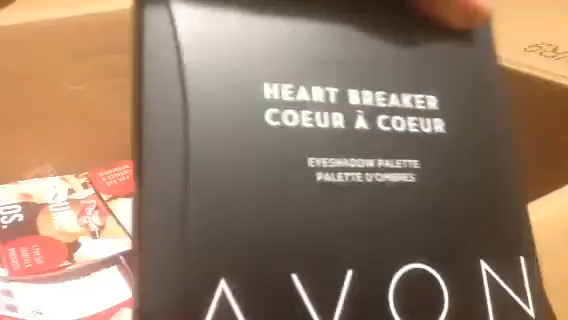 HEART BREAKER
COEUR À COEUR
EYESHADOW PALETTE
PALETTE D'OMBRES
AVON